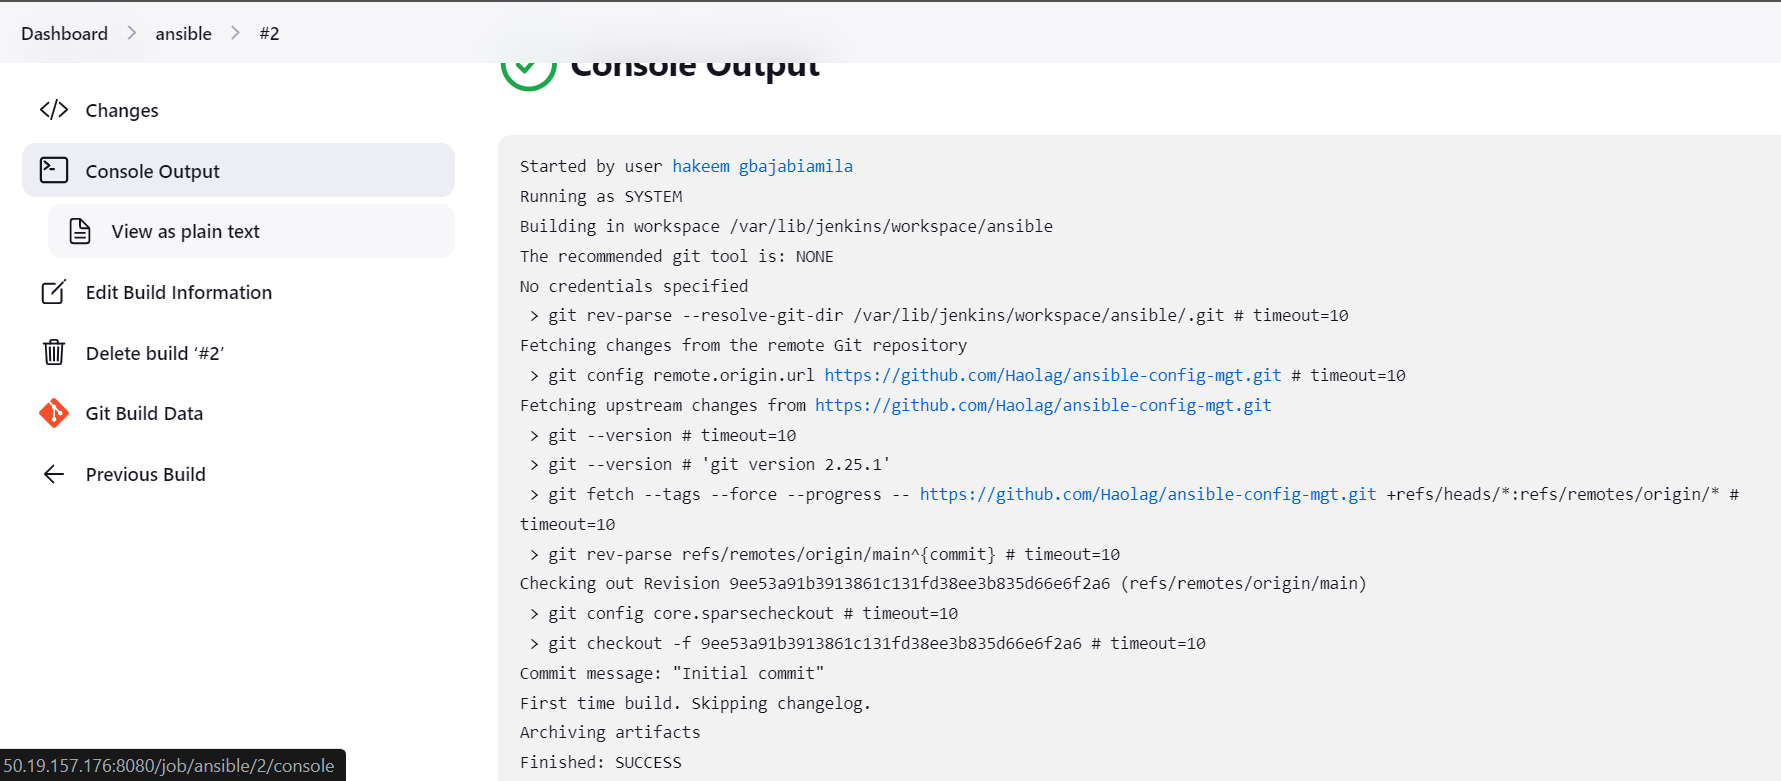 Dashboard > ansible > #2
Console Output
Changes
Console Output
View as plain text
Edit Build Information
Delete build ‘#2’
Git Build Data
Previous Build
Started by user hakeem gbajabiamila
Running as SYSTEM
Building in workspace /var/lib/jenkins/workspace/ansible
The recommended git tool is: NONE
No credentials specified
> git rev-parse --resolve-git-dir /var/lib/jenkins/workspace/ansible/.git # timeout=10
Fetching changes from the remote Git repository
> git config remote.origin.url https://github.com/Haolag/ansible-config-mgt.git # timeout=10
Fetching upstream changes from https://github.com/Haolag/ansible-config-mgt.git
> git --version # timeout=10
> git --version # 'git version 2.25.1'
> git fetch --tags --force --progress -- https://github.com/Haolag/ansible-config-mgt.git +refs/heads/*:refs/remotes/origin/* #
timeout=10
> git rev-parse refs/remotes/origin/main^{commit} # timeout=10
Checking out Revision 9ee53a91b3913861c131fd38ee3b835d66e6f2a6 (refs/remotes/origin/main)
> git config core.sparsecheckout # timeout=10
> git checkout -f 9ee53a91b3913861c131fd38ee3b835d66e6f2a6 # timeout=10
Commit message: "Initial commit"
First time build. Skipping changelog.
Archiving artifacts
Finished: SUCCESS
50.19.157.176:8080/job/ansible/2/console